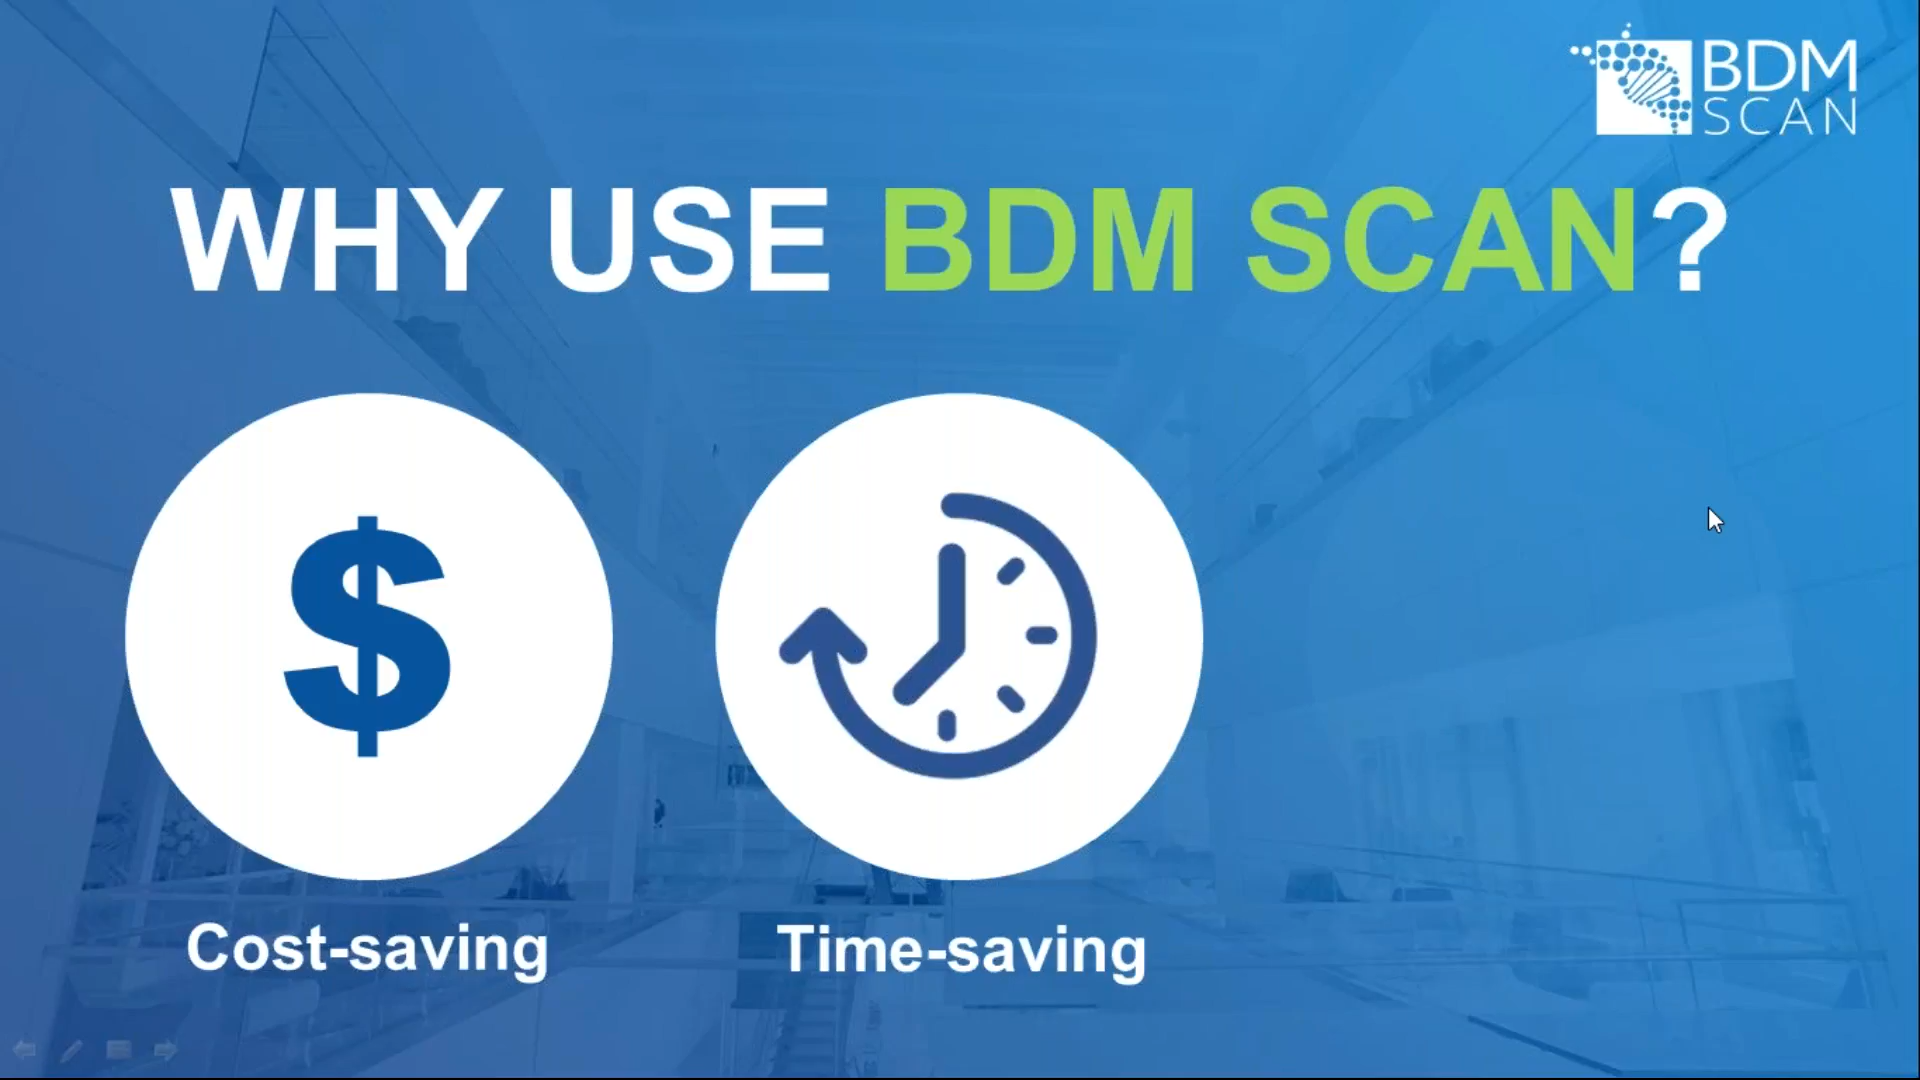 BDM
SCAN
WHY USE BDM SCAN?
$
Cost-saving
Time-saving